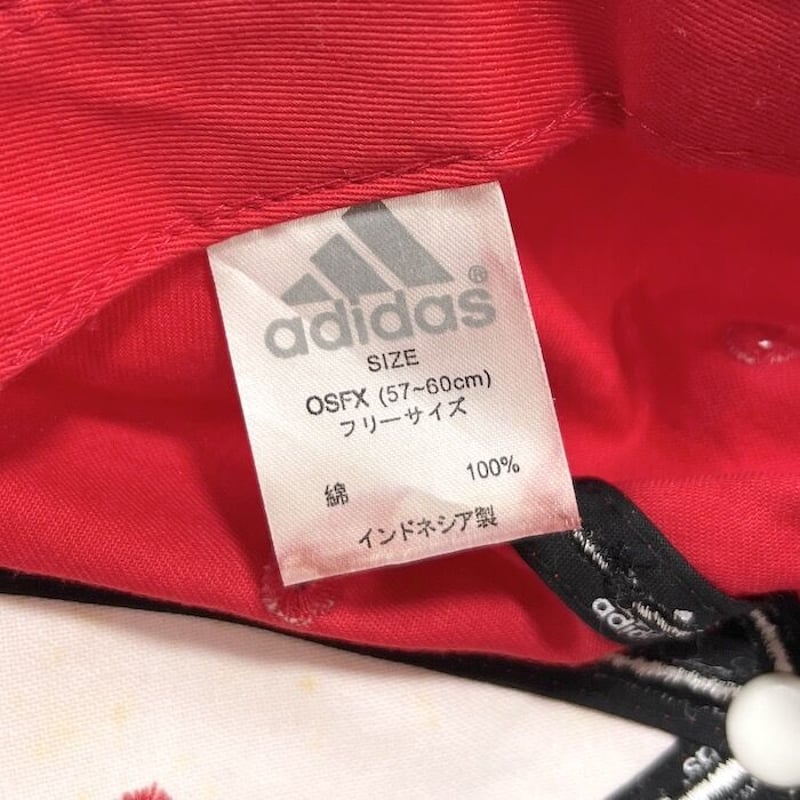 adidas®
SIZE
OSFX (57~60cm)
フリーサイズ
綿 100%
インドネシア製